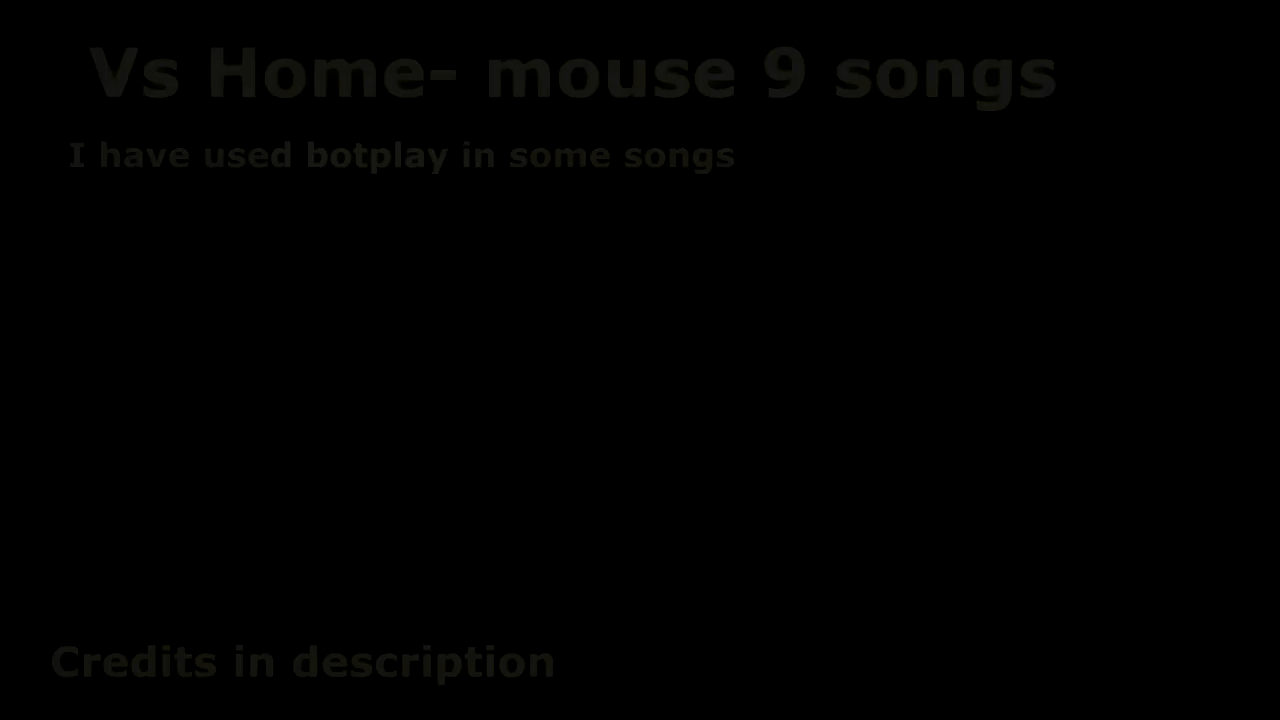 Vs Home- mouse 9 songs
I have used botplay in some songs
Credits in description